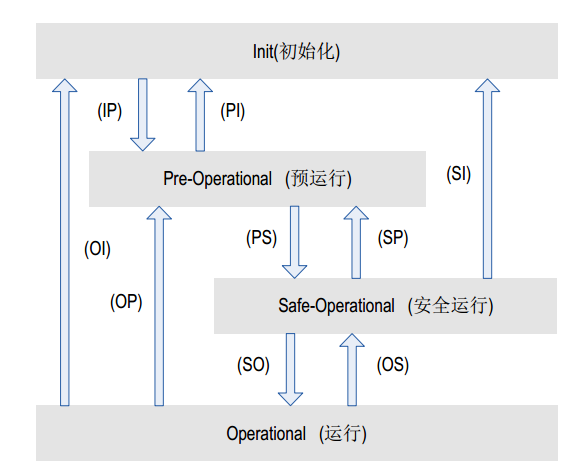 Init(初始化)
(IP)
(PI)
Pre-Operational (预运行)
(SI)
(PS)
(SP)
(OI)
(OP)
Safe-Operational (安全运行)
(SO)
(OS)
Operational (运行)